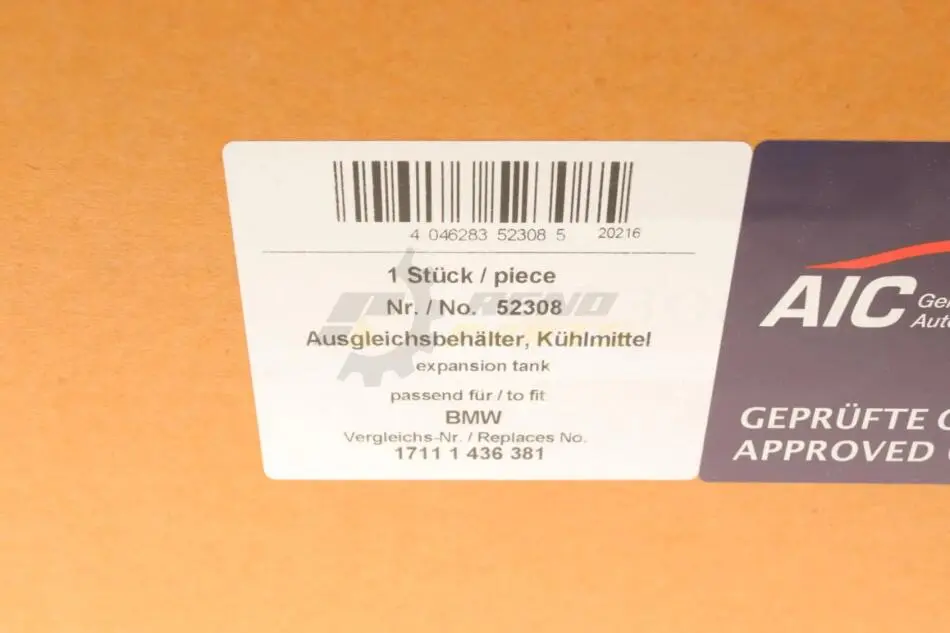 4 046283 52308 5
20216
1 Stück / piece
Nr. / No. 52308
Ausgleichsbehälter, Kühlmittel
expansion tank
passend für / to fit
BMW
Vergleichs-Nr. / Replaces No.
1711 1 436 381
AIC
GEPRÜFTE
APPROVED